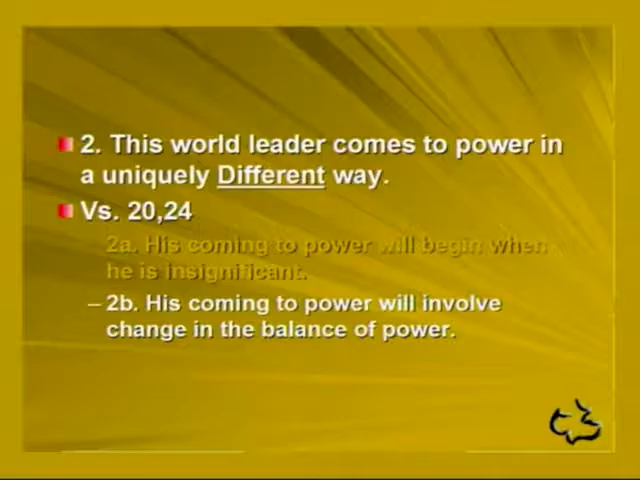 2. This world leader comes to power in
a uniquely Different way.
Vs. 20,24
2a. His coming to power will begin when
he is insignificant.
– 2b. His coming to power will involve
change in the balance of power.